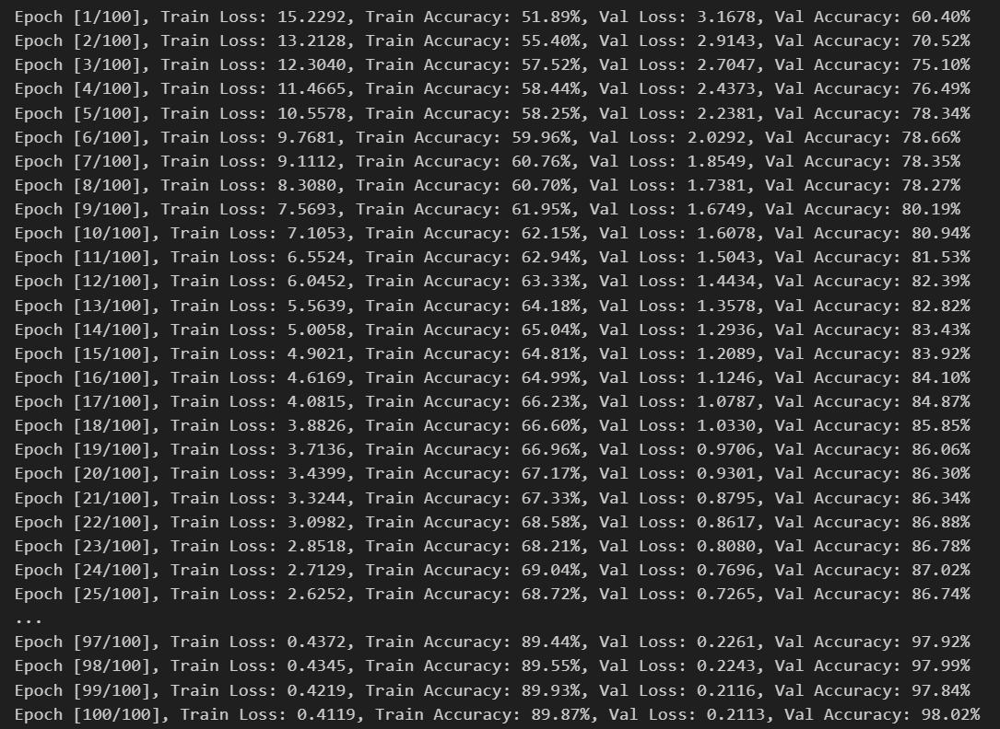 Epoch [1/100], Train Loss: 15.2292, Train Accuracy: 51.89%, Val Loss: 3.1678, Val Accuracy: 60.40%
Epoch [2/100], Train Loss: 13.2128, Train Accuracy: 55.40%, Val Loss: 2.9143, Val Accuracy: 70.52%
Epoch [3/100], Train Loss: 12.3040, Train Accuracy: 57.52%, Val Loss: 2.7047, Val Accuracy: 75.10%
Epoch [4/100], Train Loss: 11.4665, Train Accuracy: 58.44%, Val Loss: 2.4373, Val Accuracy: 76.49%
Epoch [5/100], Train Loss: 10.5578, Train Accuracy: 58.25%, Val Loss: 2.2381, Val Accuracy: 78.34%
Epoch [6/100], Train Loss: 9.7681, Train Accuracy: 59.96%, Val Loss: 2.0292, Val Accuracy: 78.66%
Epoch [7/100], Train Loss: 9.1112, Train Accuracy: 60.76%, Val Loss: 1.8549, Val Accuracy: 78.35%
Epoch [8/100], Train Loss: 8.3080, Train Accuracy: 60.70%, Val Loss: 1.7381, Val Accuracy: 78.27%
Epoch [9/100], Train Loss: 7.5693, Train Accuracy: 61.95%, Val Loss: 1.6749, Val Accuracy: 80.19%
Epoch [10/100], Train Loss: 7.1053, Train Accuracy: 62.15%, Val Loss: 1.6078, Val Accuracy: 80.94%
Epoch [11/100], Train Loss: 6.5524, Train Accuracy: 62.94%, Val Loss: 1.5043, Val Accuracy: 81.53%
Epoch [12/100], Train Loss: 6.0452, Train Accuracy: 63.33%, Val Loss: 1.4434, Val Accuracy: 82.39%
Epoch [13/100], Train Loss: 5.5639, Train Accuracy: 64.18%, Val Loss: 1.3578, Val Accuracy: 82.82%
Epoch [14/100], Train Loss: 5.0058, Train Accuracy: 65.04%, Val Loss: 1.2936, Val Accuracy: 83.43%
Epoch [15/100], Train Loss: 4.9021, Train Accuracy: 64.81%, Val Loss: 1.2089, Val Accuracy: 83.92%
Epoch [16/100], Train Loss: 4.6169, Train Accuracy: 64.99%, Val Loss: 1.1246, Val Accuracy: 84.10%
Epoch [17/100], Train Loss: 4.0815, Train Accuracy: 66.23%, Val Loss: 1.0787, Val Accuracy: 84.87%
Epoch [18/100], Train Loss: 3.8826, Train Accuracy: 66.60%, Val Loss: 1.0330, Val Accuracy: 85.85%
Epoch [19/100], Train Loss: 3.7136, Train Accuracy: 66.96%, Val Loss: 0.9706, Val Accuracy: 86.06%
Epoch [20/100], Train Loss: 3.4399, Train Accuracy: 67.17%, Val Loss: 0.9301, Val Accuracy: 86.30%
Epoch [21/100], Train Loss: 3.3244, Train Accuracy: 67.33%, Val Loss: 0.8795, Val Accuracy: 86.34%
Epoch [22/100], Train Loss: 3.0982, Train Accuracy: 68.58%, Val Loss: 0.8617, Val Accuracy: 86.88%
Epoch [23/100], Train Loss: 2.8518, Train Accuracy: 68.21%, Val Loss: 0.8080, Val Accuracy: 86.78%
Epoch [24/100], Train Loss: 2.7129, Train Accuracy: 69.04%, Val Loss: 0.7696, Val Accuracy: 87.02%
Epoch [25/100], Train Loss: 2.6252, Train Accuracy: 68.72%, Val Loss: 0.7265, Val Accuracy: 86.74%
...
Epoch [97/100], Train Loss: 0.4372, Train Accuracy: 89.44%, Val Loss: 0.2261, Val Accuracy: 97.92%
Epoch [98/100], Train Loss: 0.4345, Train Accuracy: 89.55%, Val Loss: 0.2243, Val Accuracy: 97.99%
Epoch [99/100], Train Loss: 0.4219, Train Accuracy: 89.93%, Val Loss: 0.2116, Val Accuracy: 97.84%
Epoch [100/100], Train Loss: 0.4119, Train Accuracy: 89.87%, Val Loss: 0.2113, Val Accuracy: 98.02%